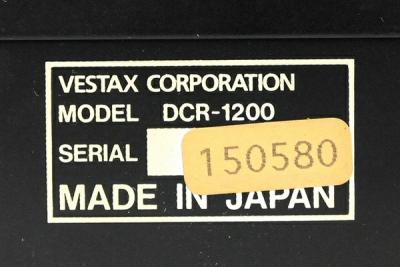 VESTAX CORPORATION
MODEL DCR-1200
SERIAL 150580
MADE IN JAPAN